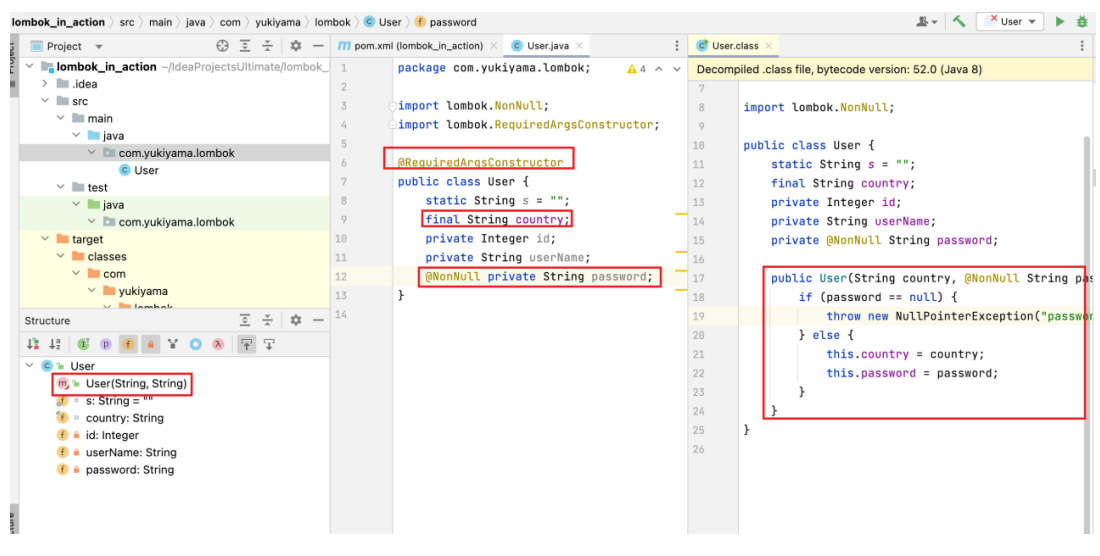 lombok_in_action › src › main › java › com › yukiyama › lombok › User › password
User
Project
pom.xml (lombok_in_action)
User.java
User.class
lombok_in_action ~/IdeaProjectsUltimate/lombok_
.idea
src
main
java
com.yukiyama.lombok
User
test
java
com.yukiyama.lombok
target
classes
com
yukiyama
lombok
Structure
User
User(String, String)
s: String = ""
country: String
id: Integer
userName: String
password: String
4
1 package com.yukiyama.lombok;
2
3 import lombok.NonNull;
4 import lombok.RequiredArgsConstructor;
5
6 @RequiredArgsConstructor
7 public class User {
8 static String s = "";
9 final String country;
10 private Integer id;
11 private String userName;
12 @NonNull private String password;
13 }
14
Decompiled .class file, bytecode version: 52.0 (Java 8)
7
8 import lombok.NonNull;
9
10 public class User {
11 static String s = "";
12 final String country;
13 private Integer id;
14 private String userName;
15 private @NonNull String password;
16
17 public User(String country, @NonNull String pas
18 if (password == null) {
19 throw new NullPointerException("passwor
20 } else {
21 this.country = country;
22 this.password = password;
23 }
24 }
25 }
26